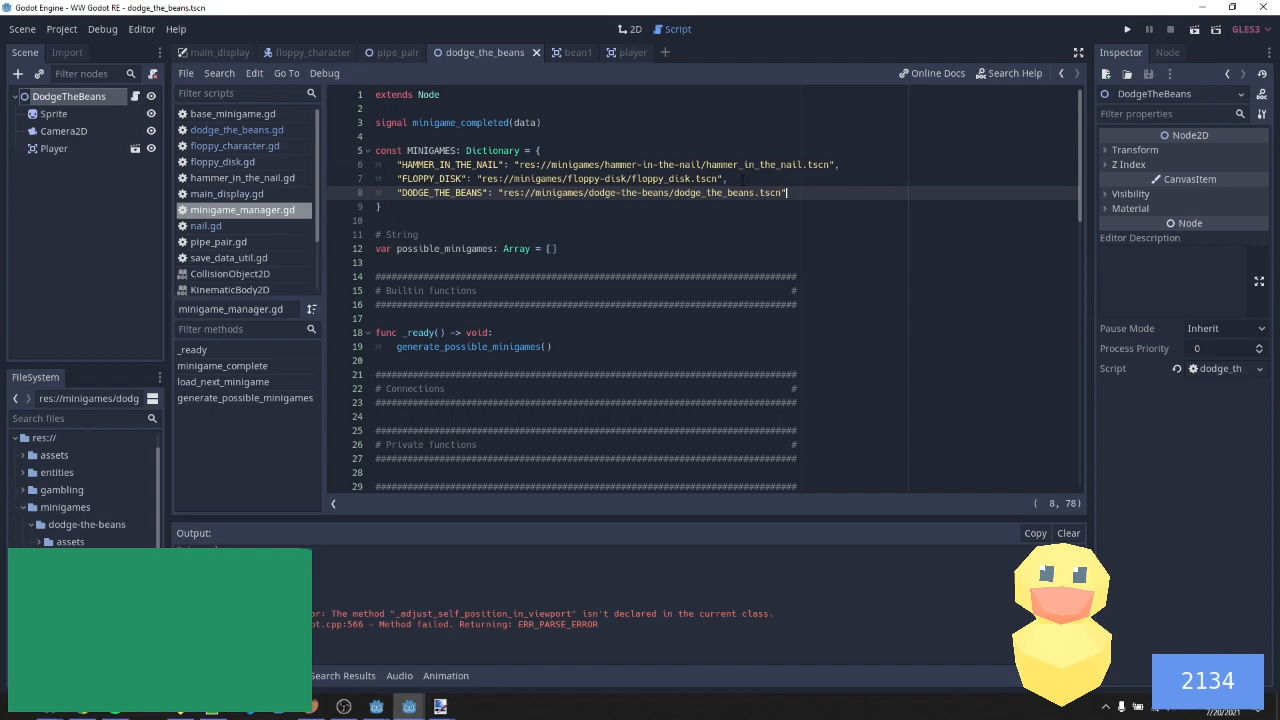 Godot Engine - WW Godot RE - dodge_the_beans.tscn
Scene Project Debug Editor Help
2D Script
GLES3
Scene Import
main_display floppy_character pipe_pair dodge_the_beans bean1 player
Inspector Node
Filter nodes
File Search Edit Go To Debug
Online Docs Search Help
DodgeTheBeans
Sprite
Camera2D
Player
Filter scripts
base_minigame.gd
dodge_the_beans.gd
floppy_character.gd
floppy_disk.gd
hammer_in_the_nail.gd
main_display.gd
minigame_manager.gd
nail.gd
pipe_pair.gd
save_data_util.gd
CollisionObject2D
KinematicBody2D
minigame_manager.gd
Filter methods
_ready
minigame_complete
load_next_minigame
generate_possible_minigames
1 extends Node
2
3 signal minigame_completed(data)
4
5 const MINIGAMES: Dictionary = {
6 "HAMMER_IN_THE_NAIL": "res://minigames/hammer-in-the-nail/hammer_in_the_nail.tscn",
7 "FLOPPY_DISK": "res://minigames/floppy-disk/floppy_disk.tscn",
8 "DODGE_THE_BEANS": "res://minigames/dodge-the-beans/dodge_the_beans.tscn"
9 }
10
11 # String
12 var possible_minigames: Array = []
13
14 ###############################################################################
15 # Builtin functions #
16 ###############################################################################
17
18 func _ready() -> void:
19 generate_possible_minigames()
20
21 ###############################################################################
22 # Connections #
23 ###############################################################################
24
25 ###############################################################################
26 # Private functions #
27 ###############################################################################
28
29 ###############################################################################
( 8, 78)
DodgeTheBeans
Filter properties
Node2D
Transform
Z Index
CanvasItem
Visibility
Material
Node
Editor Description
Pause Mode Inherit
Process Priority 0
Script dodge_th
FileSystem
res://minigames/dodg
Search files
res://
assets
entities
gambling
minigames
dodge-the-beans
assets
Output:
Copy Clear
or: The method "_adjust_self_position_in_viewport" isn't declared in the current class.
ot.cpp:566 - Method failed. Returning: ERR_PARSE_ERROR
Search Results Audio Animation
2134
7/20/2021